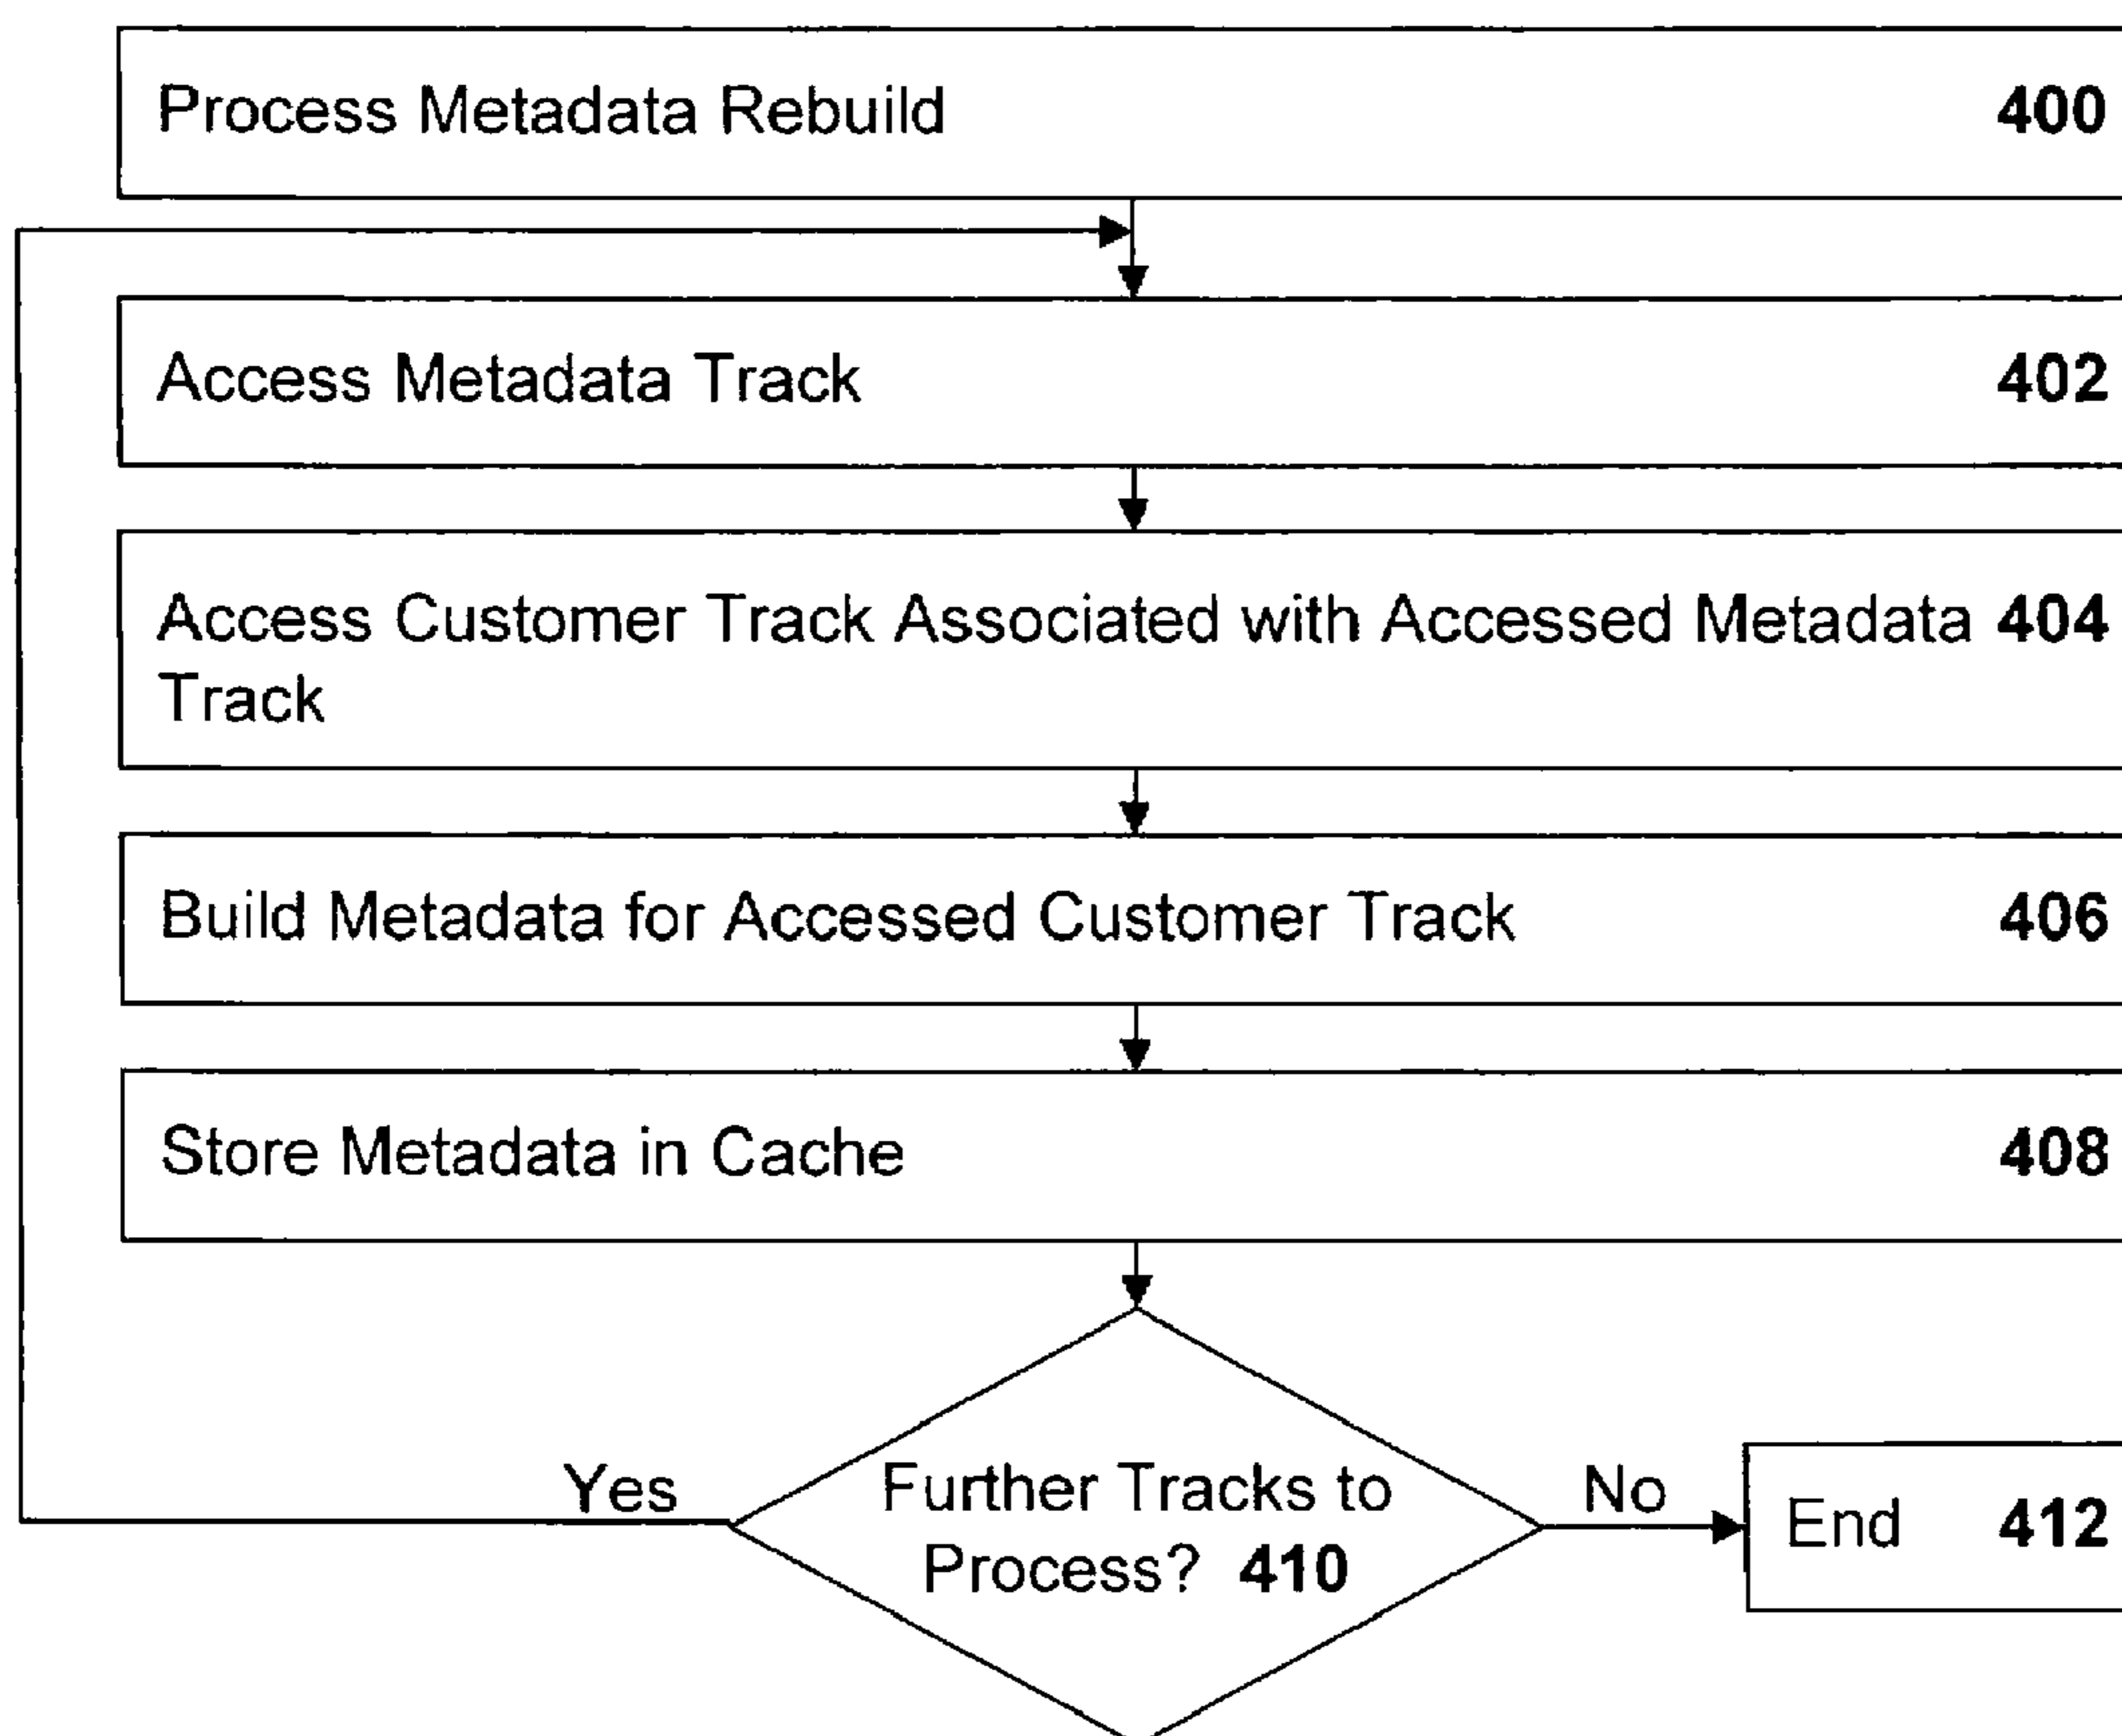 Process Metadata Rebuild 400
Access Metadata Track 402
Access Customer Track Associated with Accessed Metadata 404
Track
Build Metadata for Accessed Customer Track 406
Store Metadata in Cache 408
Yes
Further Tracks to
Process? 410
No
End 412